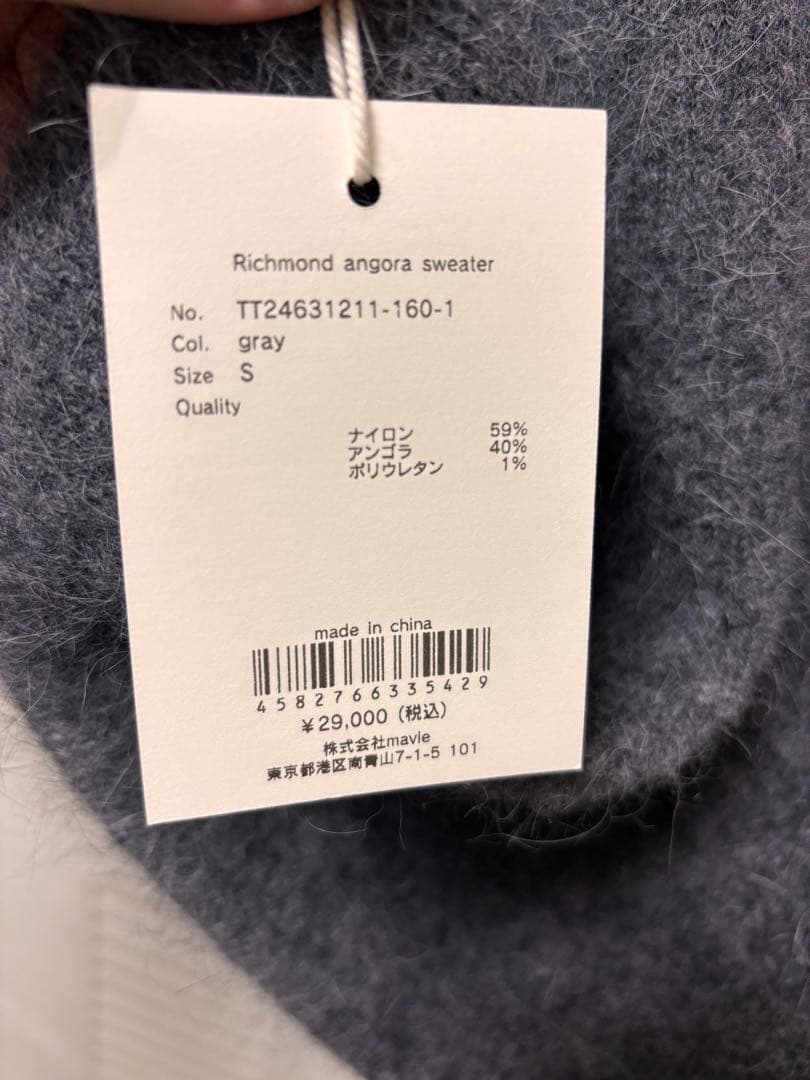 Richmond angora sweater
No. TT24631211-160-1
Col. gray
Size S
Quality
ナイロン 59%
アンゴラ 40%
ポリウレタン 1%
made in china
4582766335429
¥29,000 (税込)
株式会社mavle
東京都港区南青山7-1-5 101